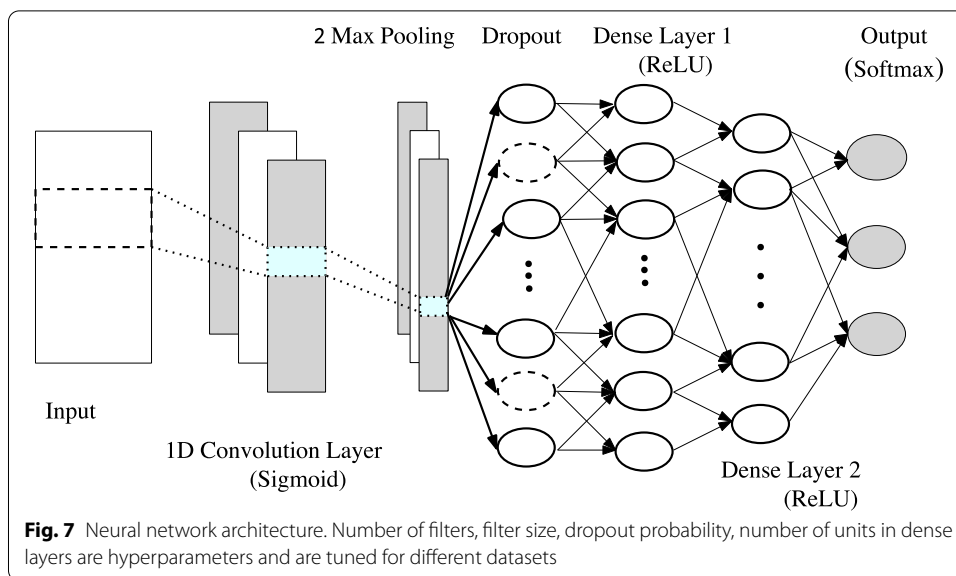 2 Max Pooling
Dropout
Dense Layer 1
(ReLU)
Output
(Softmax)
Input
1D Convolution Layer
(Sigmoid)
Dense Layer 2
(ReLU)
Fig. 7 Neural network architecture. Number of filters, filter size, dropout probability, number of units in dense
layers are hyperparameters and are tuned for different datasets